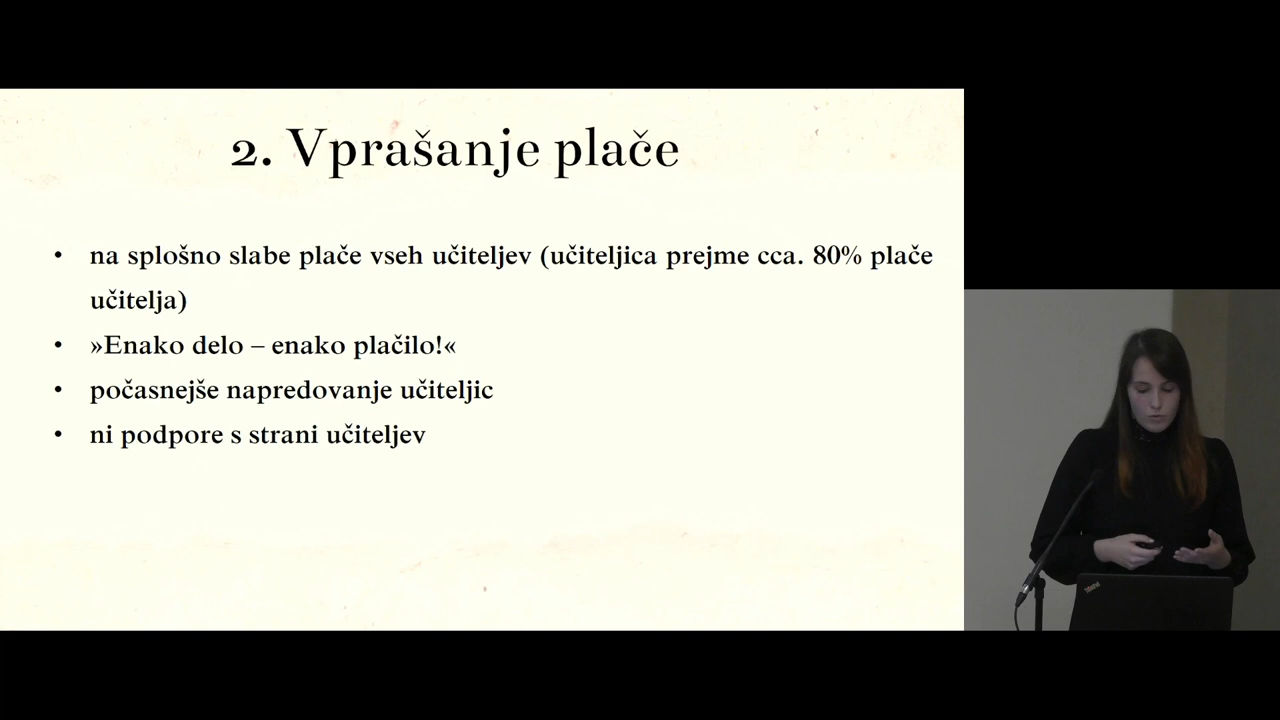 2. Vprašanje plače
• na splošno slabe plače vseh učiteljev (učiteljica prejme cca. 80% plače
učitelja)
• »Enako delo – enako plačilo!«
• počasnejše napredovanje učiteljic
• ni podpore s strani učiteljev